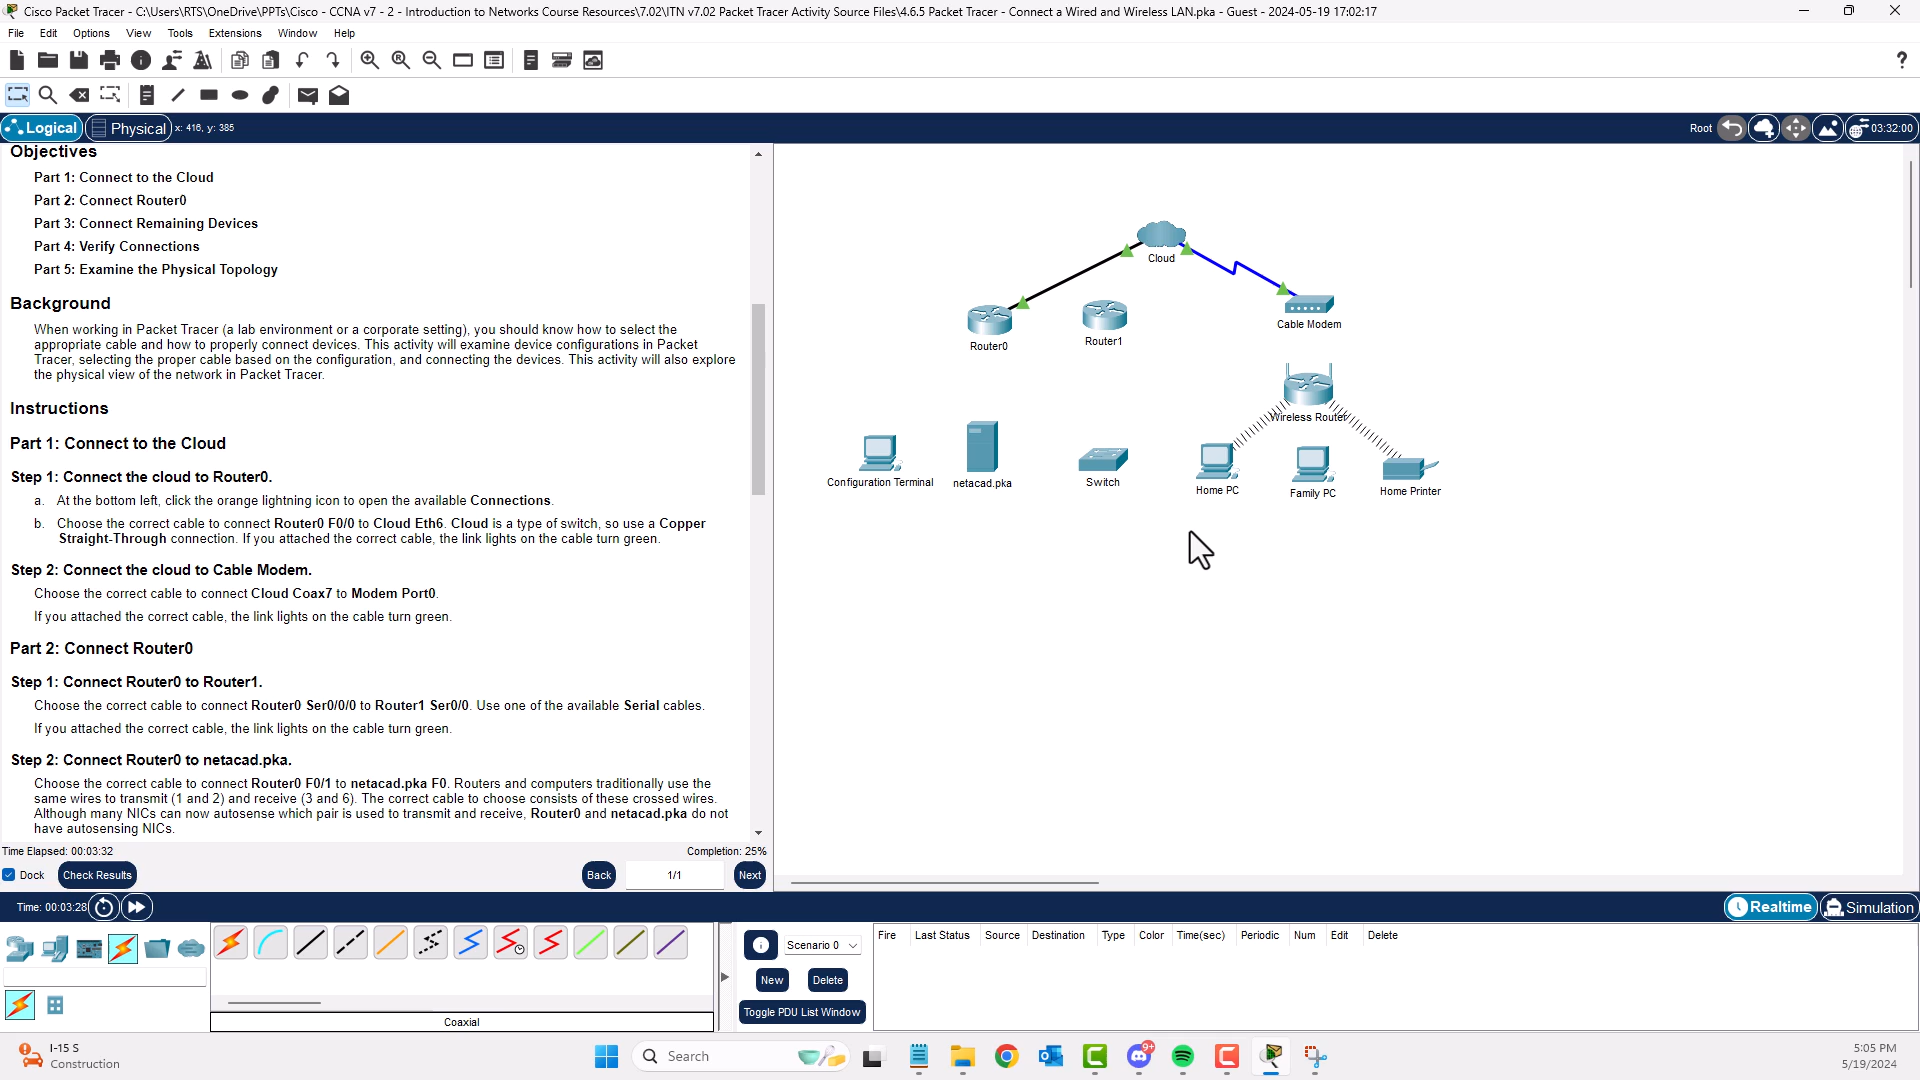 Cisco Packet Tracer - C:\Users\RTS\OneDrive\PPTs\Cisco - CCNA v7 - 2 - Introduction to Networks Course Resources\7.02\ITN v7.02 Packet Tracer Activity Source Files\4.6.5 Packet Tracer - Connect a Wired and Wireless LAN.pka - Guest - 2024-05-19 17:02:17
File Edit Options View Tools Extensions Window Help
Logical Physical x: 416, y: 385 Root 03:32:00
Objectives
Part 1: Connect to the Cloud
Part 2: Connect Router0
Part 3: Connect Remaining Devices
Part 4: Verify Connections
Part 5: Examine the Physical Topology
Background
When working in Packet Tracer (a lab environment or a corporate setting), you should know how to select the
appropriate cable and how to properly connect devices. This activity will examine device configurations in Packet
Tracer, selecting the proper cable based on the configuration, and connecting the devices. This activity will also explore
the physical view of the network in Packet Tracer.
Instructions
Part 1: Connect to the Cloud
Step 1: Connect the cloud to Router0.
a. At the bottom left, click the orange lightning icon to open the available Connections.
b. Choose the correct cable to connect Router0 F0/0 to Cloud Eth6. Cloud is a type of switch, so use a Copper
Straight-Through connection. If you attached the correct cable, the link lights on the cable turn green.
Step 2: Connect the cloud to Cable Modem.
Choose the correct cable to connect Cloud Coax7 to Modem Port0.
If you attached the correct cable, the link lights on the cable turn green.
Part 2: Connect Router0
Step 1: Connect Router0 to Router1.
Choose the correct cable to connect Router0 Ser0/0/0 to Router1 Ser0/0. Use one of the available Serial cables.
If you attached the correct cable, the link lights on the cable turn green.
Step 2: Connect Router0 to netacad.pka.
Choose the correct cable to connect Router0 F0/1 to netacad.pka F0. Routers and computers traditionally use the
same wires to transmit (1 and 2) and receive (3 and 6). The correct cable to choose consists of these crossed wires.
Although many NICs can now autosense which pair is used to transmit and receive, Router0 and netacad.pka do not
have autosensing NICs.
Time Elapsed: 00:03:32 Completion: 25%
Dock Check Results Back 1/1 Next
Cloud
Cable Modem
Router0 Router1
Wireless Router
Configuration Terminal netacad.pka Switch Home PC Family PC Home Printer
Time: 00:03:28 Realtime Simulation
Scenario 0
New Delete
Toggle PDU List Window
Fire Last Status Source Destination Type Color Time(sec) Periodic Num Edit Delete
Coaxial
I-15 S
Construction
Search
9+
5:05 PM
5/19/2024